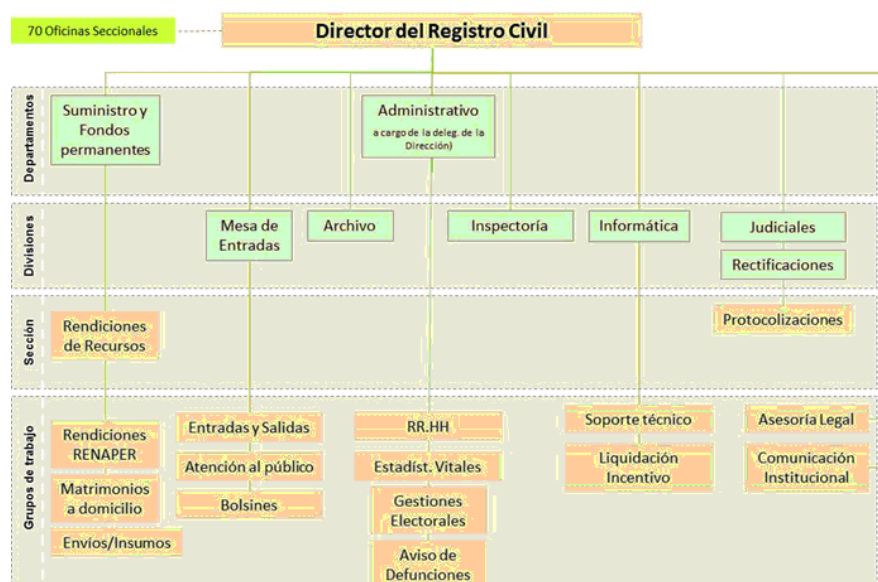 70 Oficinas Seccionales
Director del Registro Civil
Departamentos
Suministro y
Fondos
permanentes
Administrativo
a cargo de la deleg. de la
Dirección)
Divisiones
Mesa de
Entradas
Archivo
Inspectoría
Informática
Judiciales
Rectificaciones
Sección
Rendiciones
de Recursos
Protocolizaciones
Grupos de trabajo
Rendiciones
RENAPER
Matrimonios
a domicilio
Envíos/Insumos
Entradas y Salidas
Atención al público
Bolsines
RR.HH
Estadíst. Vitales
Gestiones
Electorales
Aviso de
Defunciones
Soporte técnico
Liquidación
Incentivo
Asesoría Legal
Comunicación
Institucional